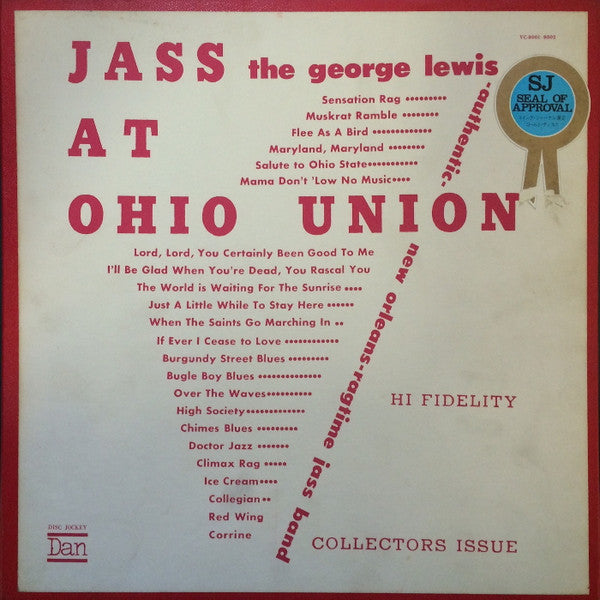 VC-8001 8002
JASS the george lewis
-authentic-
new orleans-ragtime jass band
SJ
SEAL OF
APPROVAL
Sensation Rag ••••••••••
Muskrat Ramble •••••••••
Flee As A Bird •••••••••••••
AT
Maryland, Maryland ••••••••
Salute to Ohio State••••••••••
Mama Don't 'Low No Music••••
OHIO UNION
Lord, Lord, You Certainly Been Good To Me
I'll Be Glad When You're Dead, You Rascal You
The World is Waiting For The Sunrise ••••
Just A Little While To Stay Here ••••••
When The Saints Go Marching In ••
If Ever I Cease to Love•••••••••••••
Burgundy Street Blues ••••••••••••••
Bugle Boy Blues •••••••••••••
Over The Waves•••••••••••
High Society••••••••••••••
Chimes Blues •••••••••
Doctor Jazz •••••••
Climax Rag •••••
Ice Cream••••
Collegian••
Red Wing
Corrine
HI FIDELITY
COLLECTORS ISSUE
DISC JOCKEY
Dan